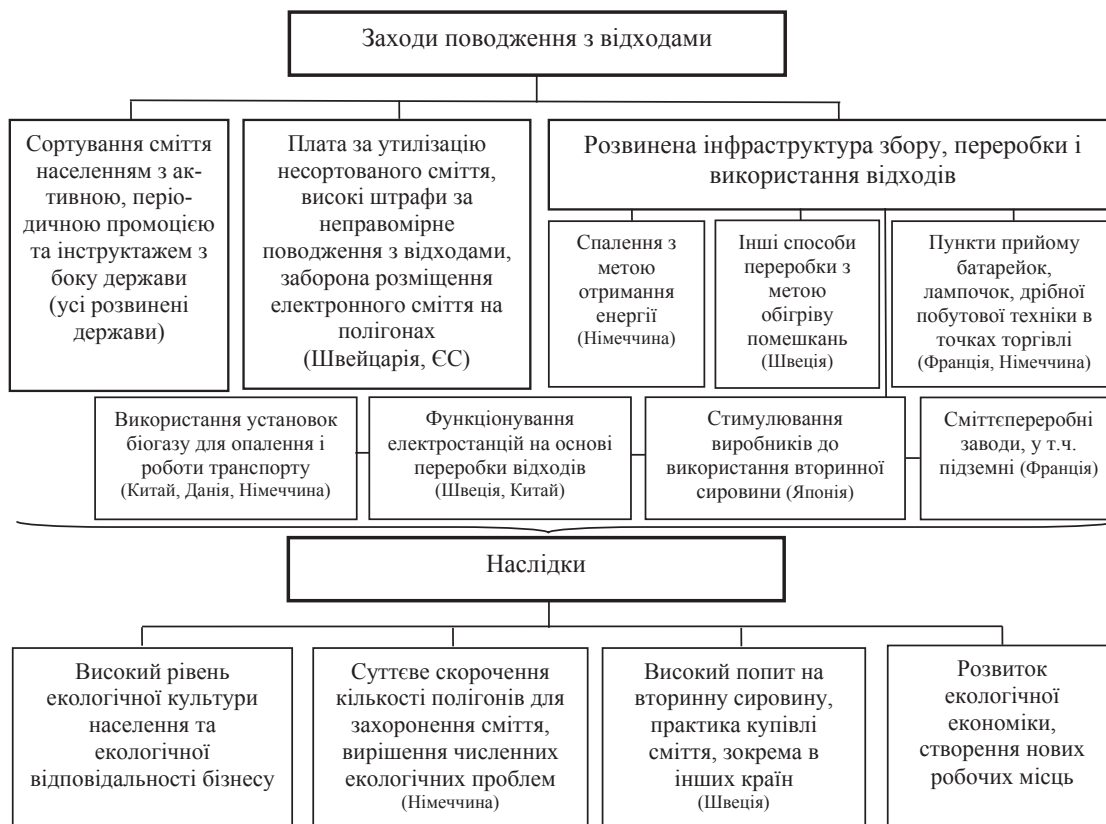 Заходи поводження з відходами
Сортування сміття
населенням з ак-
тивною, періо-
дичною промоцією
та інструктажем з
боку держави
(усі розвинені
держави)
Плата за утилізацію
несортованого сміття,
високі штрафи за
неправомірне
поводження з відходами,
заборона розміщення
електронного сміття на
полігонах
(Швейцарія, ЄС)
Розвинена інфраструктура збору, переробки і
використання відходів
Спалення з
метою
отримання
енергії
(Німеччина)
Інші способи
переробки з
метою
обігріву
помешкань
(Швеція)
Пункти прийому
батарейок,
лампочок, дрібної
побутової техніки в
точках торгівлі
(Франція, Німеччина)
Використання установок
біогазу для опалення і
роботи транспорту
(Китай, Данія, Німеччина)
Функціонування
електростанцій на основі
переробки відходів
(Швеція, Китай)
Стимулювання
виробників до
використання вторинної
сировини (Японія)
Сміттєпереробні
заводи, у т.ч.
підземні (Франція)
Наслідки
Високий рівень
екологічної культури
населення та
екологічної
відповідальності бізнесу
Суттєве скорочення
кількості полігонів для
захоронення сміття,
вирішення численних
екологічних проблем
(Німеччина)
Високий попит на
вторинну сировину,
практика купівлі
сміття, зокрема в
інших країн
(Швеція)
Розвиток
екологічної
економіки,
створення нових
робочих місць